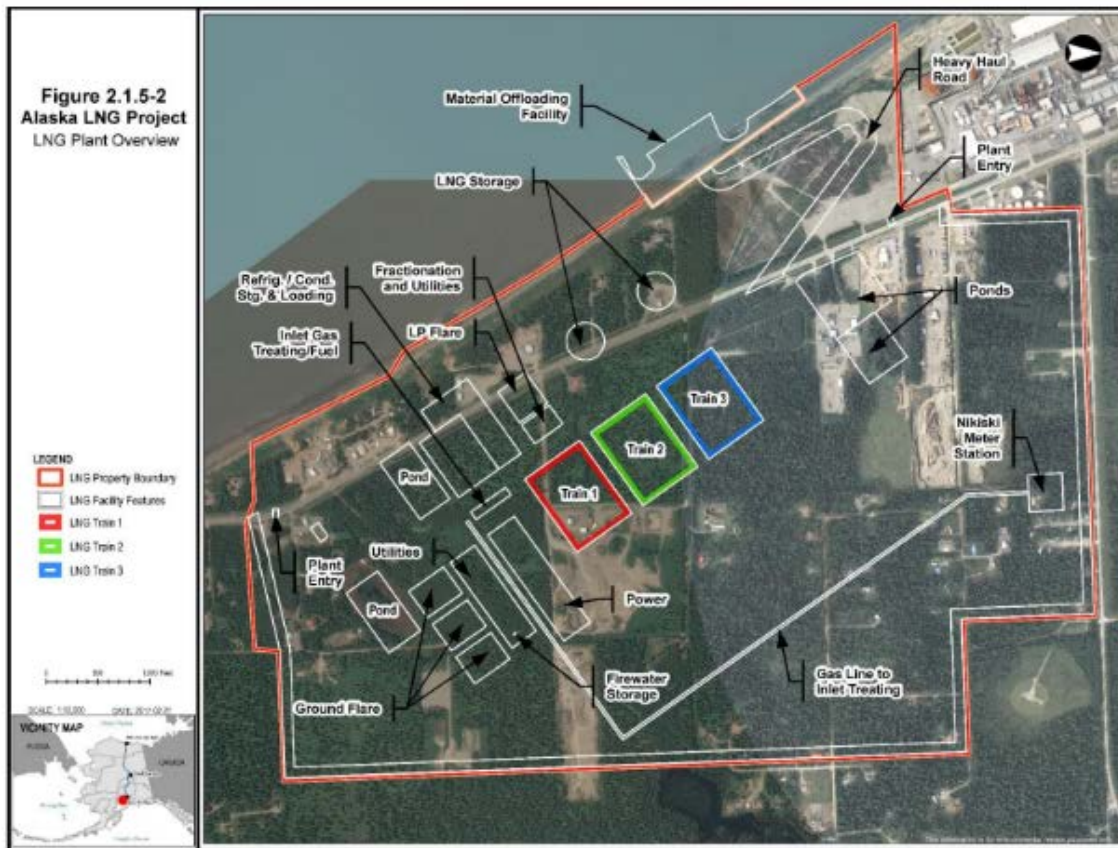 Figure 2.1.5-2
Alaska LNG Project
LNG Plant Overview
LEGEND
LNG Property Boundary
LNG Facility Features
LNG Train 1
LNG Train 2
LNG Train 3
VICINITY MAP
RUSSIA
CANADA
Heavy Haul
Road
Material Offloading
Facility
Plant
Entry
LNG Storage
Refrig. / Cond.
Stg. & Loading
Fractionation
and Utilities
LP Flare
Inlet Gas
Treating/Fuel
Ponds
Train 3
Train 2
Train 1
Nikiski
Meter
Station
Pond
Utilities
Plant
Entry
Pond
Power
Ground Flare
Firewater
Storage
Gas Line to
Inlet Treating